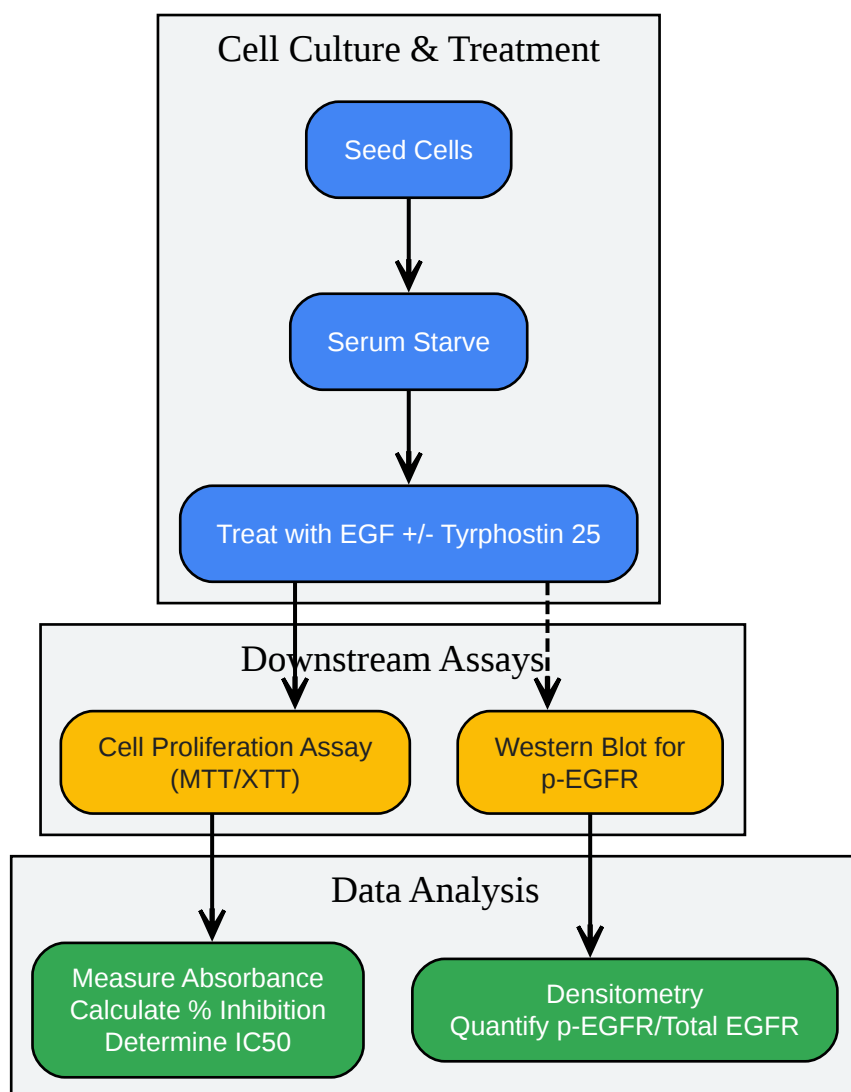 Cell Culture & Treatment
Seed Cells
Serum Starve
Treat with EGF +/- Tyrphostin 25
Downstream Assays
Cell Proliferation Assay
(MTT/XTT)
Western Blot for
p-EGFR
Data Analysis
Measure Absorbance
Calculate % Inhibition
Determine IC50
Densitometry
Quantify p-EGFR/Total EGFR